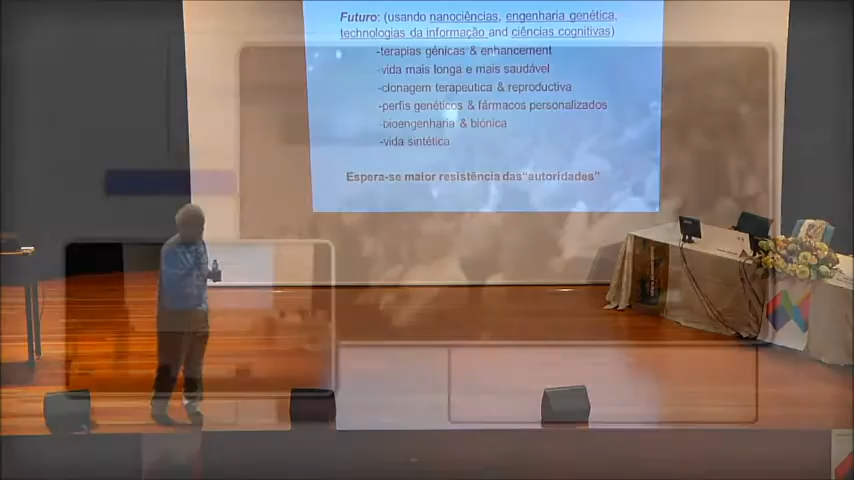 Futuro: (usando nanociências, engenharia genética,
technologias da informação and ciências cognitivas)
-terapias génicas & enhancement
-vida mais longa e mais saudável
-clonagem terapeutica & reproductiva
-perfis genéticos & fármacos personalizados
-bioengenharia & biónica
-vida sintética
Espera-se maior resistência das"autoridades"